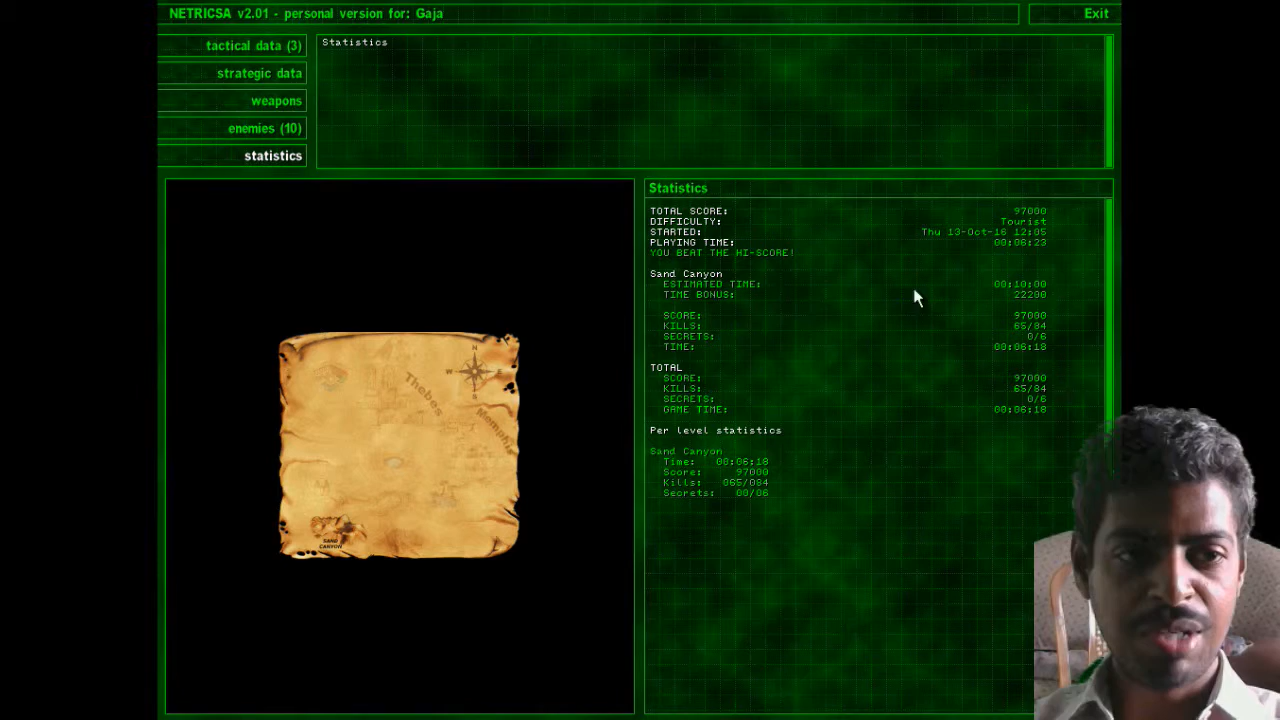 NETRICSA v2.01 - personal version for: Gaja
Exit
tactical data (3)
strategic data
weapons
enemies (10)
statistics
Statistics
Statistics
TOTAL SCORE: 97000
DIFFICULTY: Tourist
STARTED: Thu 13-Oct-16 12:05
PLAYING TIME: 00:06:23
YOU BEAT THE HI-SCORE!
Sand Canyon
ESTIMATED TIME: 00:10:00
TIME BONUS: 22200
SCORE: 97000
KILLS: 65/84
SECRETS: 0/6
TIME: 00:06:18
TOTAL
SCORE: 97000
KILLS: 65/84
SECRETS: 0/6
GAME TIME: 00:06:18
Per level statistics
Sand Canyon
Time: 00:06:18
Score: 97000
Kills: 065/084
Secrets: 00/06
N
W E
S
Thebes
Memphis
SAND
CANYON